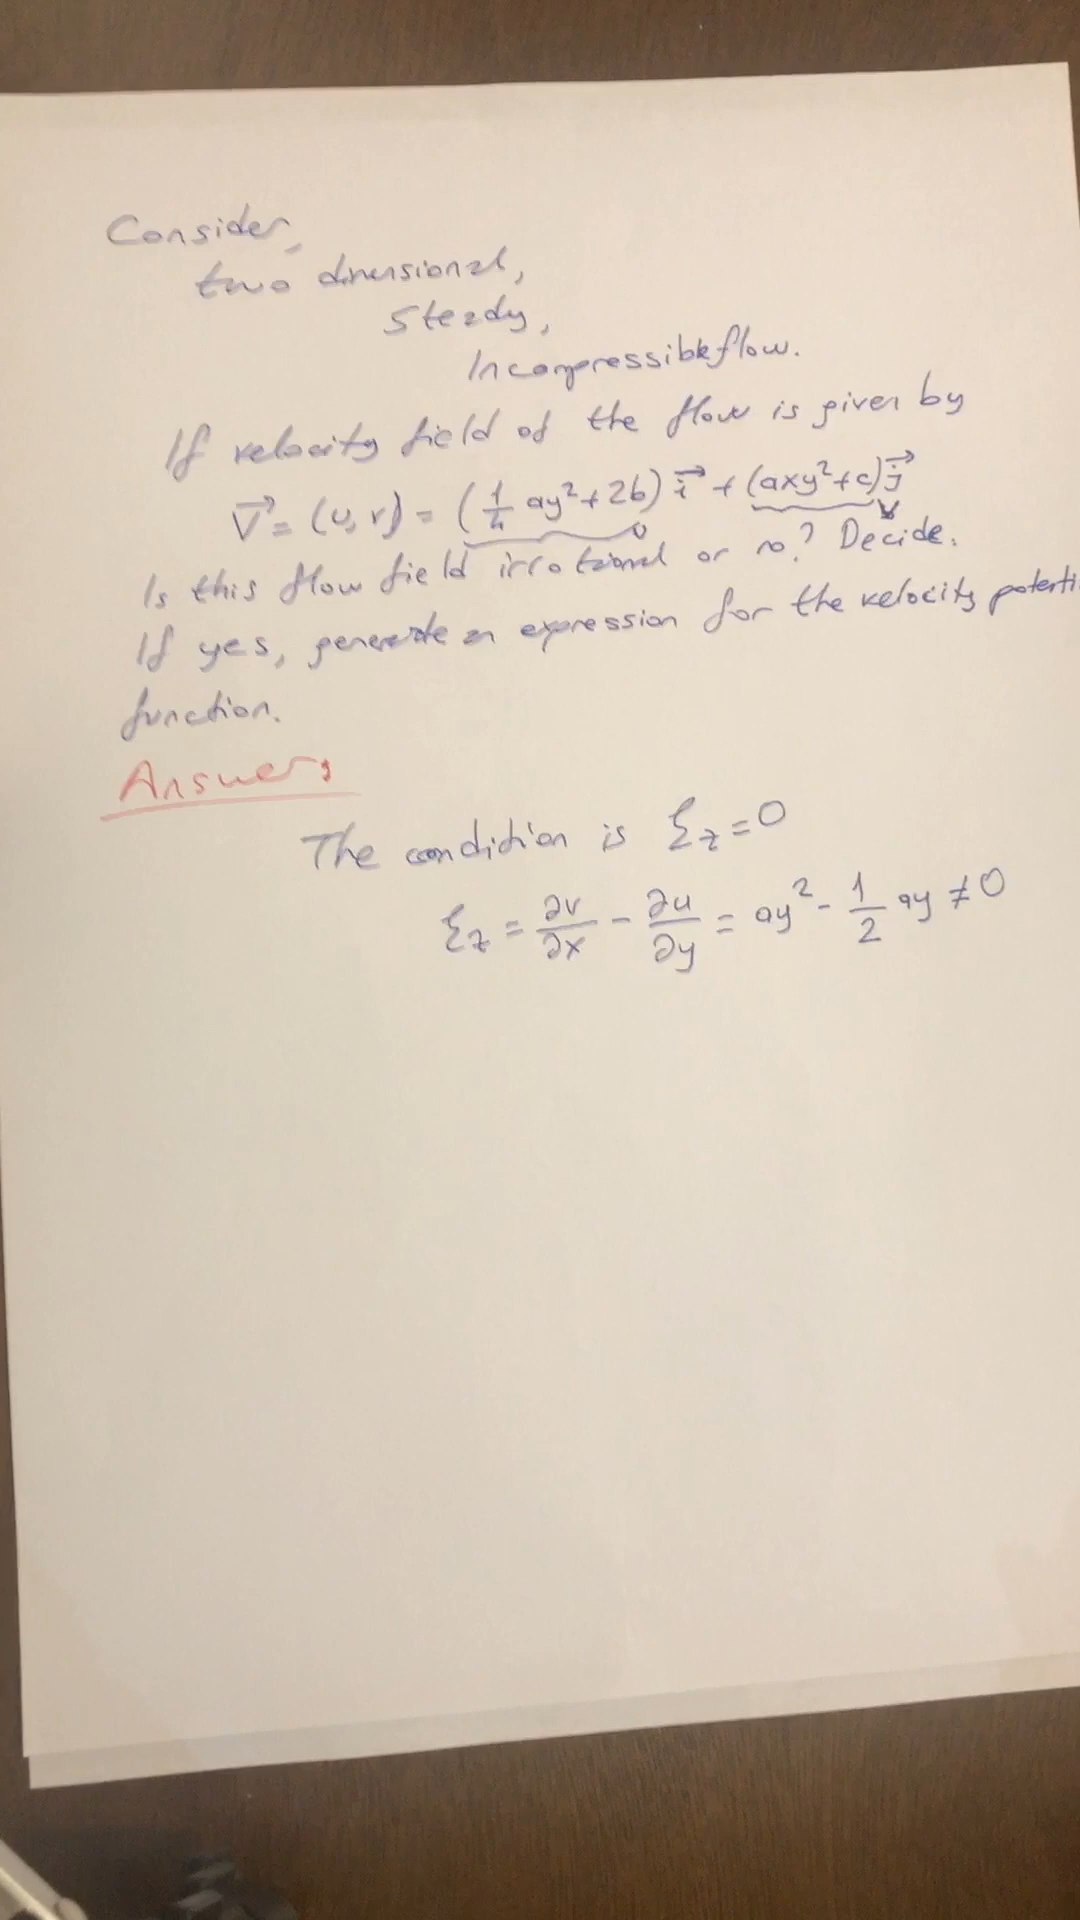 Consider,
two dimensional,
Steady,
Incompressible flow.
If velocity field of the flow is given by
V⃗ = (u, v) = (1/4 ay² + 2b) i⃗ + (axy² + c) j⃗
Is this flow field irrotional or no? Decide.
If yes, generate an expression for the velocity potenti
function.
Answer,
The condition is ξz = 0
ξz = ∂v/∂x - ∂u/∂y = ay² - 1/2 ay ≠ 0